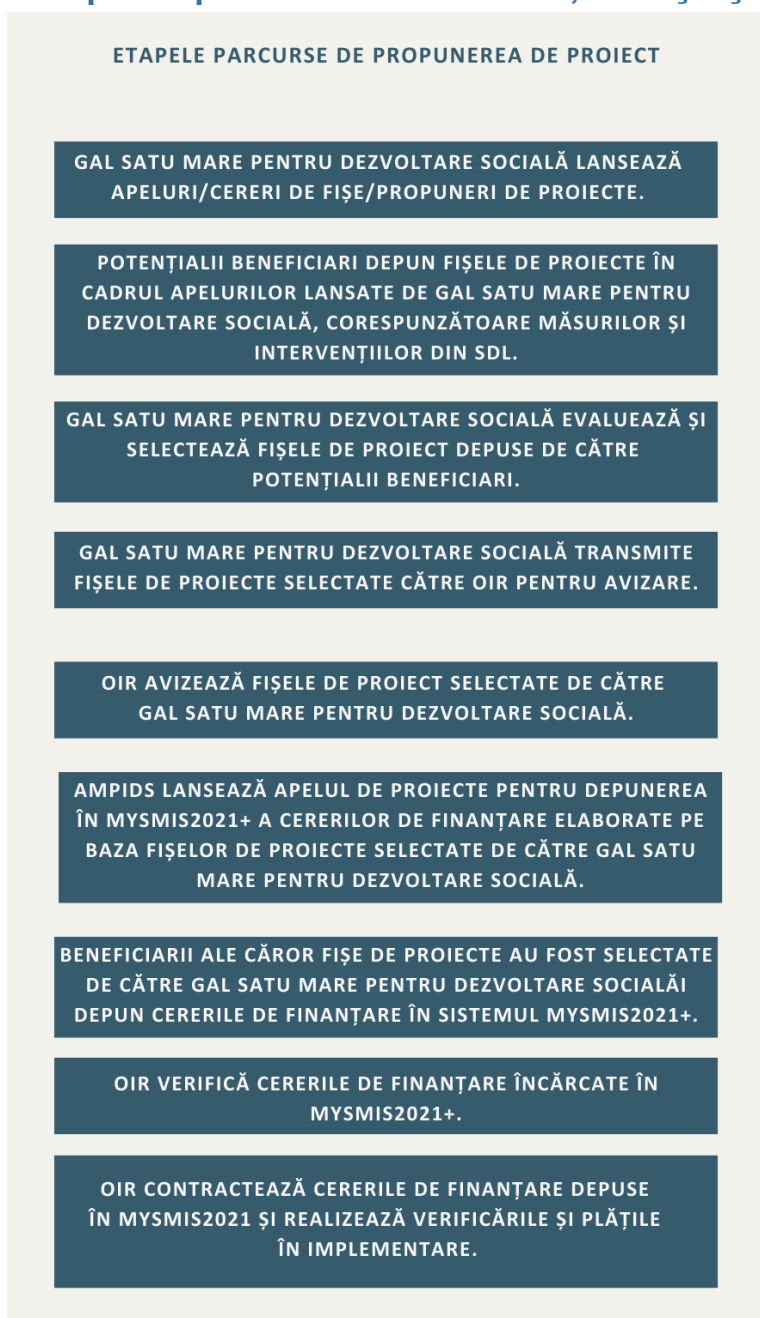 ETAPELE PARCURSE DE PROPUNEREA DE PROIECT
GAL SATU MARE PENTRU DEZVOLTARE SOCIALĂ LANSEAZĂ
APELURI/CERERI DE FIȘE/PROPUNERI DE PROIECTE.
POTENȚIALII BENEFICIARI DEPUN FIȘELE DE PROIECTE ÎN
CADRUL APELURILOR LANSATE DE GAL SATU MARE PENTRU
DEZVOLTARE SOCIALĂ, CORESPUNZĂTOARE MĂSURILOR ȘI
INTERVENȚIILOR DIN SDL.
GAL SATU MARE PENTRU DEZVOLTARE SOCIALĂ EVALUEAZĂ ȘI
SELECTEAZĂ FIȘELE DE PROIECT DEPUSE DE CĂTRE
POTENȚIALII BENEFICIARI.
GAL SATU MARE PENTRU DEZVOLTARE SOCIALĂ TRANSMITE
FIȘELE DE PROIECTE SELECTATE CĂTRE OIR PENTRU AVIZARE.
OIR AVIZEAZĂ FIȘELE DE PROIECT SELECTATE DE CĂTRE
GAL SATU MARE PENTRU DEZVOLTARE SOCIALĂ.
AMPIDS LANSEAZĂ APELUL DE PROIECTE PENTRU DEPUNEREA
ÎN MYSMIS2021+ A CERERILOR DE FINANȚARE ELABORATE PE
BAZA FIȘELOR DE PROIECTE SELECTATE DE CĂTRE GAL SATU
MARE PENTRU DEZVOLTARE SOCIALĂ.
BENEFICIARII ALE CĂROR FIȘE DE PROIECTE AU FOST SELECTATE
DE CĂTRE GAL SATU MARE PENTRU DEZVOLTARE SOCIALĂI
DEPUN CERERILE DE FINANȚARE ÎN SISTEMUL MYSMIS2021+.
OIR VERIFICĂ CERERILE DE FINANȚARE ÎNCĂRCATE ÎN
MYSMIS2021+.
OIR CONTRACTEAZĂ CERERILE DE FINANȚARE DEPUSE
ÎN MYSMIS2021 ȘI REALIZEAZĂ VERIFICĂRILE ȘI PLĂȚILE
ÎN IMPLEMENTARE.